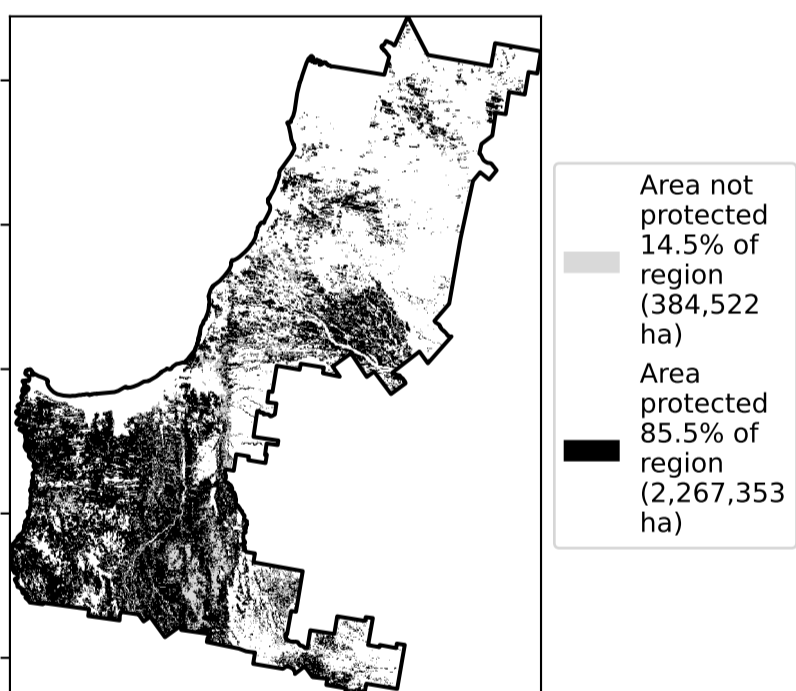 Area not
protected
14.5% of
region
(384,522
ha)
Area
protected
85.5% of
region
(2,267,353
ha)